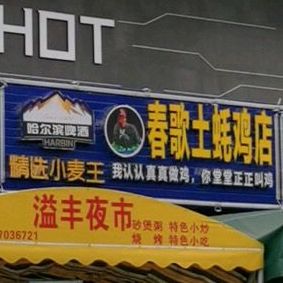 HOT
哈尔滨啤酒
HARBIN
精选小麦王
春歌土蚝鸡店
我认认真真做鸡，你堂堂正正叫鸡
溢丰夜市
7036721
砂煲粥 特色小炒
烧烤 特色小吃